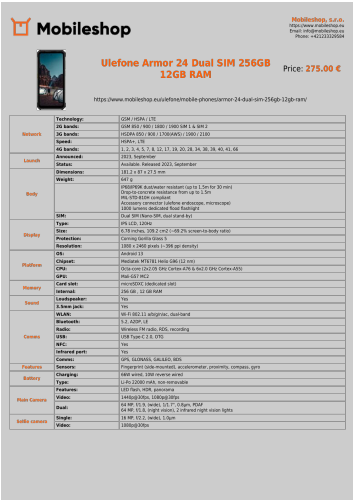 Mobileshop
Mobileshop, s.r.o.
https://www.mobileshop.eu
Email: info@mobileshop.eu
Phone: +421233329584
Ulefone Armor 24 Dual SIM 256GB
12GB RAM
Price: 275.00 €
https://www.mobileshop.eu/ulefone/mobile-phones/armor-24-dual-sim-256gb-12gb-ram/
Network
Technology: GSM / HSPA / LTE
2G bands: GSM 850 / 900 / 1800 / 1900 SIM 1 & SIM 2
3G bands: HSDPA 850 / 900 / 1700(AWS) / 1900 / 2100
Speed: HSPA+, LTE
4G bands: 1, 2, 3, 4, 5, 7, 8, 12, 17, 19, 20, 28, 34, 38, 39, 40, 41, 66
Launch
Announced: 2023, September
Status: Available. Released 2023, September
Body
Dimensions: 181.2 x 87 x 27.5 mm
Weight: 647 g
IP68/IP69K dust/water resistant (up to 1.5m for 30 min)
Drop-to-concrete resistance from up to 1.5m
MIL-STD-810H compliant
Accessory connector (ulefone endoscope, microscope)
1000 lumens dedicated flood flashlight
SIM: Dual SIM (Nano-SIM, dual stand-by)
Display
Type: IPS LCD, 120Hz
Size: 6.78 inches, 109.2 cm2 (~69.2% screen-to-body ratio)
Protection: Corning Gorilla Glass 5
Resolution: 1080 x 2460 pixels (~396 ppi density)
Platform
OS: Android 13
Chipset: Mediatek MT6781 Helio G96 (12 nm)
CPU: Octa-core (2x2.05 GHz Cortex-A76 & 6x2.0 GHz Cortex-A55)
GPU: Mali-G57 MC2
Memory
Card slot: microSDXC (dedicated slot)
Internal: 256 GB , 12 GB RAM
Sound
Loudspeaker: Yes
3.5mm jack: Yes
Comms
WLAN: Wi-Fi 802.11 a/b/g/n/ac, dual-band
Bluetooth: 5.2, A2DP, LE
Radio: Wireless FM radio, RDS, recording
USB: USB Type-C 2.0, OTG
NFC: Yes
Infrared port: Yes
Comms: GPS, GLONASS, GALILEO, BDS
Features
Sensors: Fingerprint (side-mounted), accelerometer, proximity, compass, gyro
Battery
Charging: 66W wired, 10W reverse wired
Type: Li-Po 22000 mAh, non-removable
Main Camera
Features: LED flash, HDR, panorama
Video: 1440p@30fps, 1080p@30fps
Dual: 64 MP, f/1.9, (wide), 1/1.7", 0.8µm, PDAF
64 MP, f/1.8, (night vision), 2 infrared night vision lights
Selfie camera
Single: 16 MP, f/2.2, (wide), 1.0µm
Video: 1080p@30fps